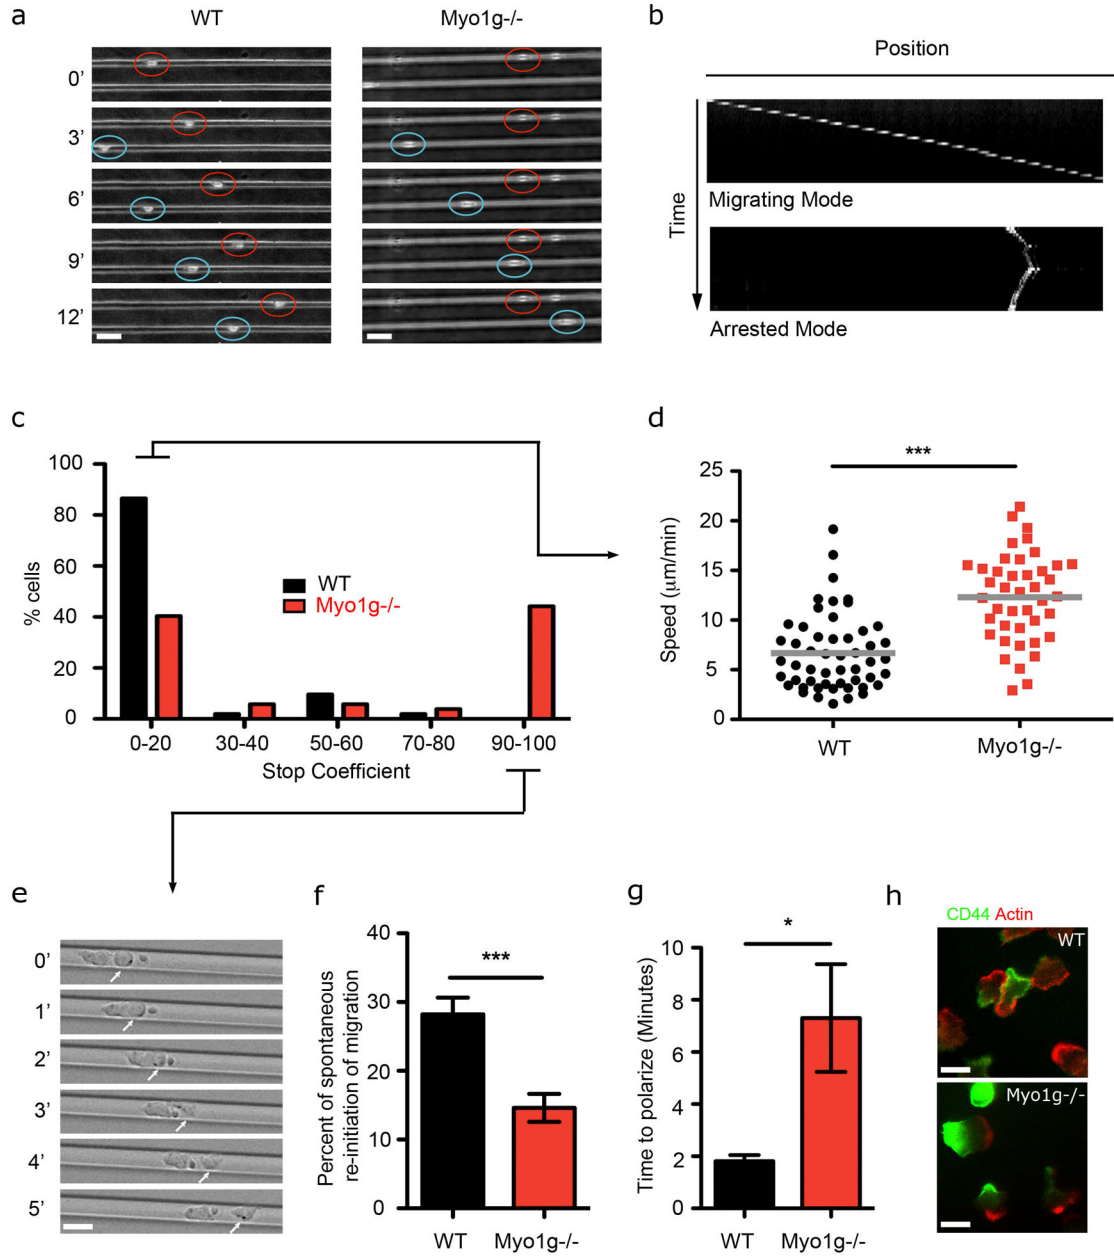 a
WT
Myo1g-/-
0’
3’
6’
9’
12’
b
Position
Time
Migrating Mode
Arrested Mode
c
% cells
100
80
60
40
20
0
WT
Myo1g-/-
0-20
30-40
50-60
70-80
90-100
Stop Coefficient
d
***
Speed (μm/min)
25
20
15
10
5
0
WT
Myo1g-/-
e
0’
1’
2’
3’
4’
5’
f
Percent of spontaneous
re-initiation of migration
40
30
20
10
0
***
WT
Myo1g-/-
g
Time to polarize (Minutes)
10
8
6
4
2
0
*
WT
Myo1g-/-
h
CD44 Actin
WT
Myo1g-/-